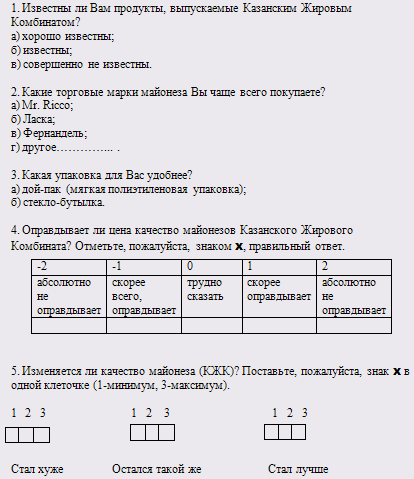 1. Известны ли Вам продукты, выпускаемые Казанским Жировым
Комбинатом?
а) хорошо известны;
б) известны;
в) совершенно не известны.
2. Какие торговые марки майонеза Вы чаще всего покупаете?
а) Mr. Ricco;
б) Ласка;
в) Фернандель;
г) другое………….. .
3. Какая упаковка для Вас удобнее?
а) дой-пак (мягкая полиэтиленовая упаковка);
б) стекло-бутылка.
4. Оправдывает ли цена качество майонезов Казанского Жирового
Комбината? Отметьте, пожалуйста, знаком x, правильный ответ.
-2 -1 0 1 2
абсолютно не оправдывает скорее всего, оправдывает трудно сказать скорее оправдывает абсолютно не оправдывает
5. Изменяется ли качество майонеза (КЖК)? Поставьте, пожалуйста, знак x в
одной клеточке (1-минимум, 3-максимум).
1 2 3 1 2 3 1 2 3
Стал хуже Остался такой же Стал лучше